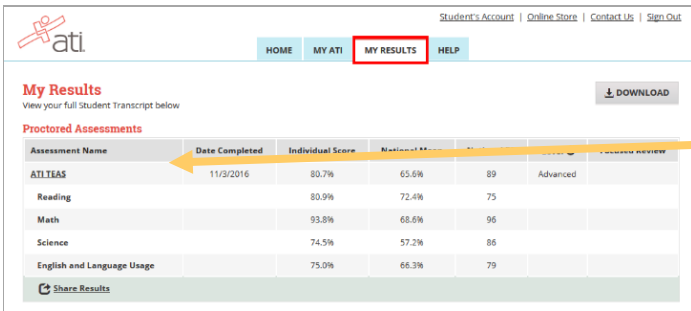 Student's Account | Online Store | Contact Us | Sign Out
ati
HOME MY ATI MY RESULTS HELP
My Results
View your full Student Transcript below
DOWNLOAD
Proctored Assessments
Assessment Name Date Completed Individual Score National Mean Review
ATI TEAS 11/3/2016 80.7% 65.6% 89 Advanced
Reading 80.9% 72.4% 75
Math 93.8% 68.6% 96
Science 74.5% 57.2% 86
English and Language Usage 75.0% 66.3% 79
Share Results